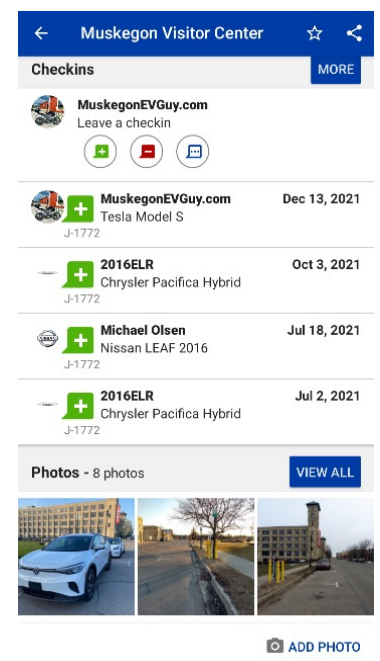 Muskegon Visitor Center
Checkins
MORE
MuskegonEVGuy.com
Leave a checkin
MuskegonEVGuy.com
Dec 13, 2021
Tesla Model S
J-1772
2016ELR
Oct 3, 2021
Chrysler Pacifica Hybrid
J-1772
Michael Olsen
Jul 18, 2021
Nissan LEAF 2016
J-1772
2016ELR
Jul 2, 2021
Chrysler Pacifica Hybrid
J-1772
Photos - 8 photos
VIEW ALL
ADD PHOTO